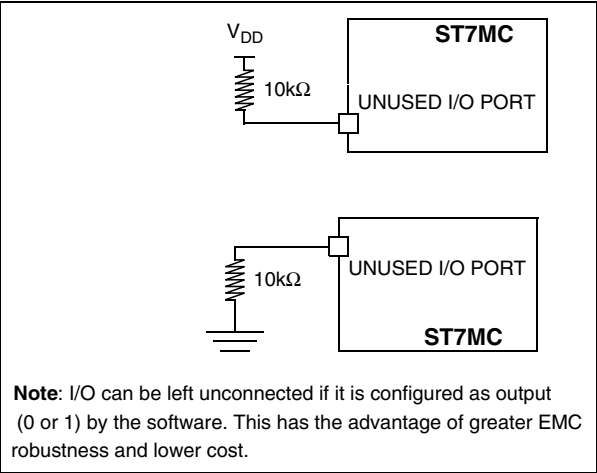 V_DD
ST7MC
10kΩ
UNUSED I/O PORT
10kΩ
UNUSED I/O PORT
ST7MC
Note: I/O can be left unconnected if it is configured as output
(0 or 1) by the software. This has the advantage of greater EMC
robustness and lower cost.